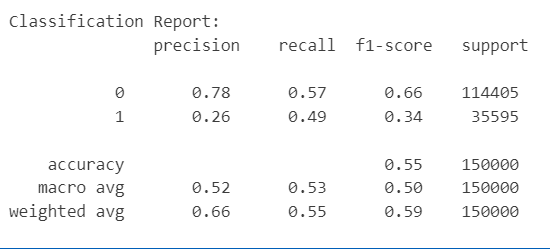 Classification Report:
precision recall f1-score support
0 0.78 0.57 0.66 114405
1 0.26 0.49 0.34 35595
accuracy 0.55 150000
macro avg 0.52 0.53 0.50 150000
weighted avg 0.66 0.55 0.59 150000